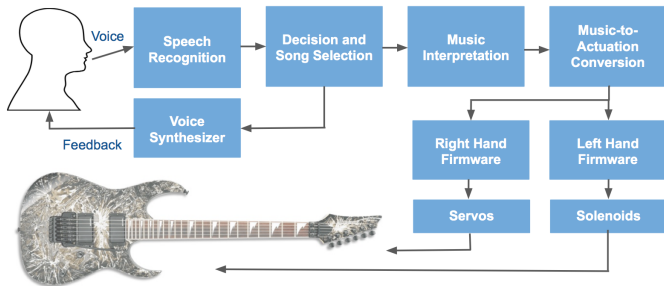 Voice
Speech
Recognition
Decision and
Song Selection
Music
Interpretation
Music-to-
Actuation
Conversion
Feedback
Voice
Synthesizer
Right Hand
Firmware
Left Hand
Firmware
Servos
Solenoids